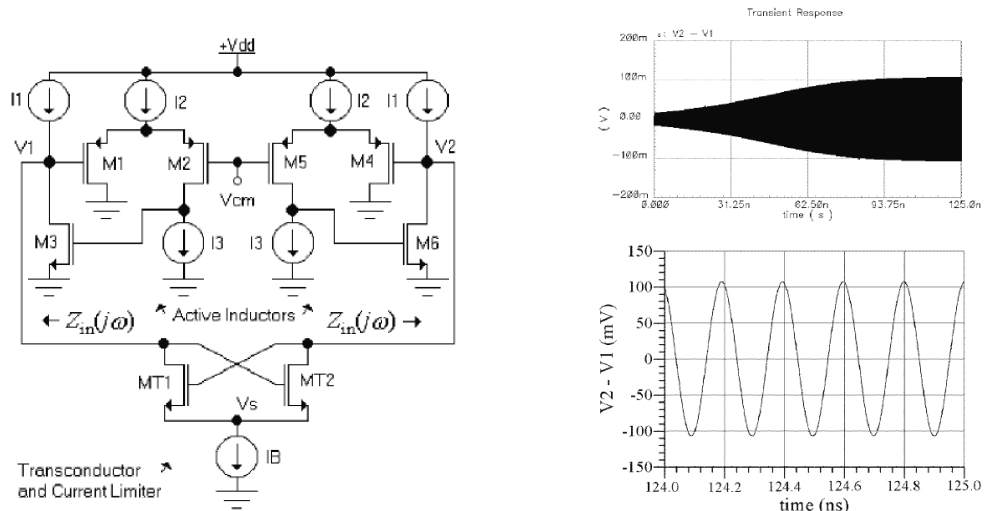 +Vdd
I1
I2
I2
I1
V1
M1
M2
M5
M4
V2
Vcm
M3
I3
I3
M6
← Zin(jω)
Active Inductors
Zin(jω) →
MT1
MT2
Vs
IB
Transconductor
and Current Limiter
Transient Response
▵: V2 − V1
200m
100m
0.00
-100m
-200m
( V )
0.000
31.25n
62.50n
93.75n
125.0n
time ( s )
150
100
50
0
-50
-100
-150
V2 - V1 (mV)
124.0
124.2
124.4
124.6
124.8
125.0
time (ns)